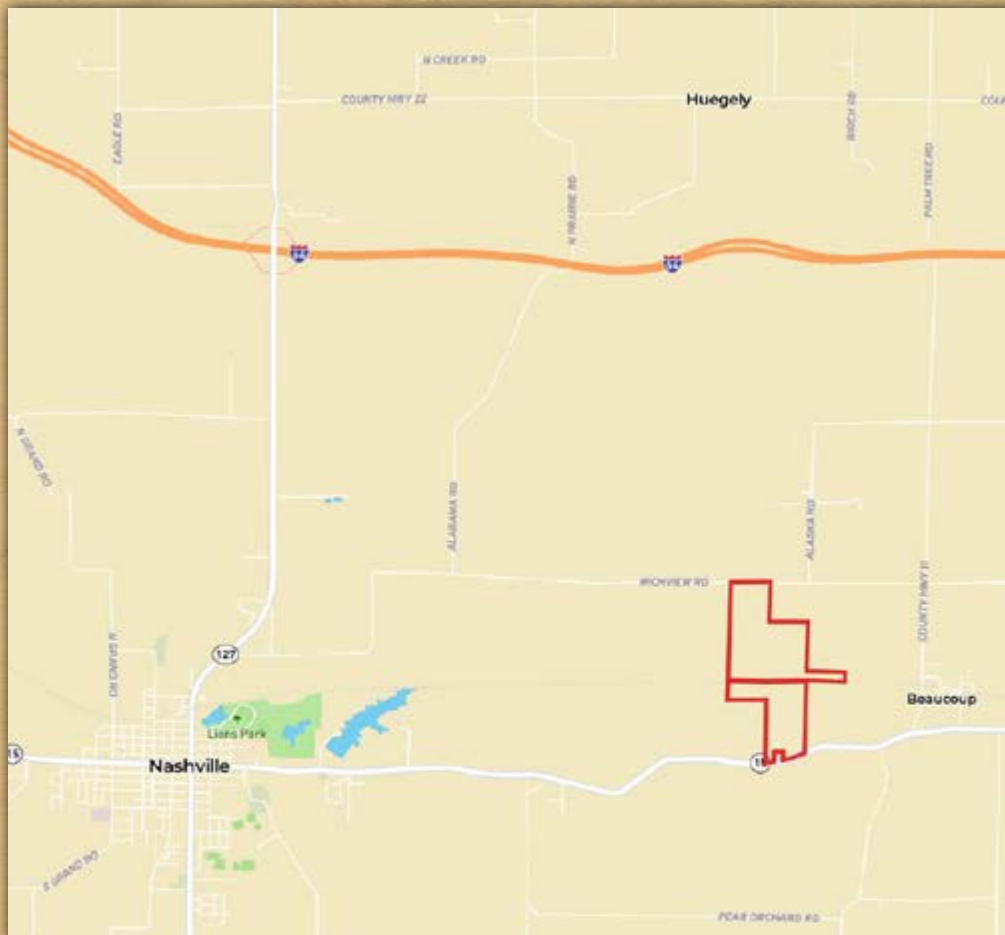 N CREEK RD
COUNTY HWY 22
Huegely
EAGLE RD
BIRCH RD
PALM TREE RD
N PRAIRIE RD
64
64
N GRAND RD
ALABAMA RD
ALASKA RD
RICHVIEW RD
COUNTY HWY 11
N GRAND RD
127
Beaucoup
Lions Park
15
Nashville
S GRAND RD
PEAR ORCHARD RD